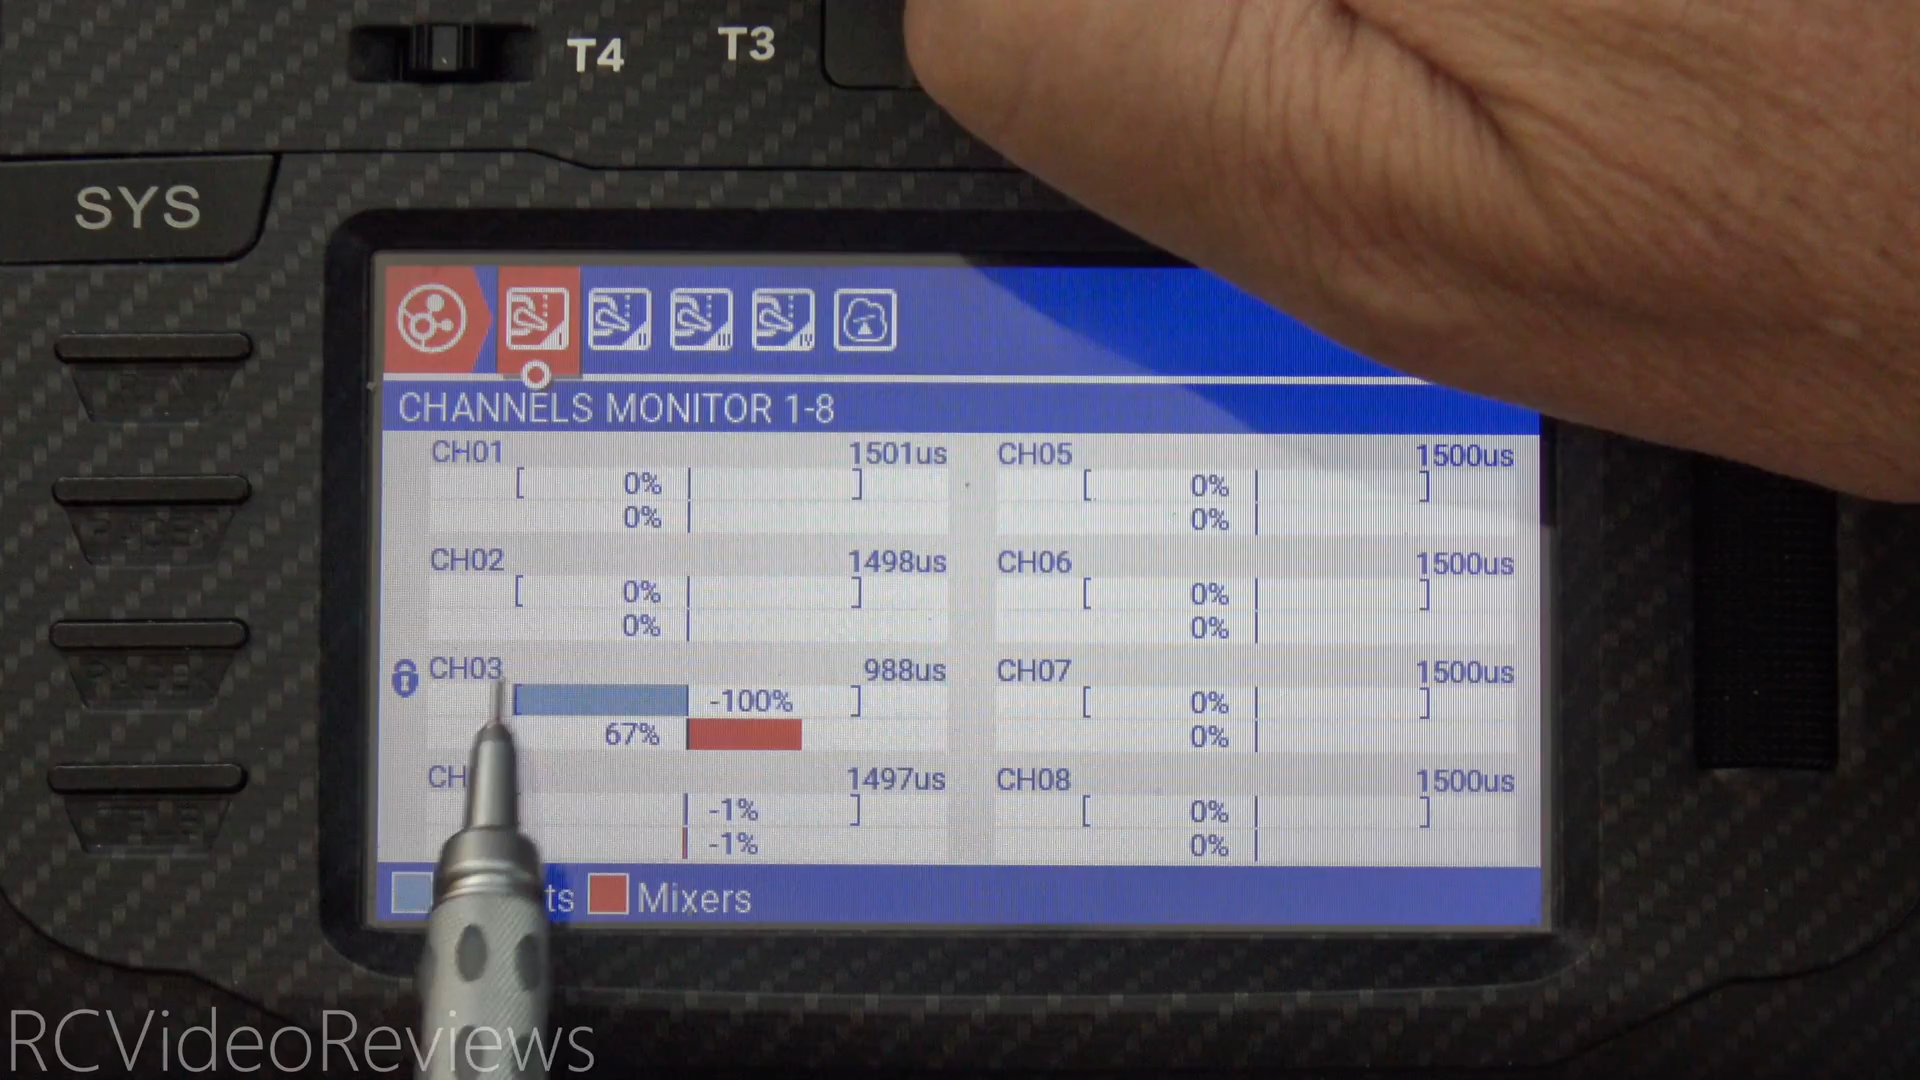 T4 T3
SYS
CHANNELS MONITOR 1-8
CH01 1501us
0%
0%
CH02 1498us
0%
0%
CH03 988us
-100%
67%
CH 1497us
-1%
-1%
CH05 1500us
0%
0%
CH06 1500us
0%
0%
CH07 1500us
0%
0%
CH08 1500us
0%
0%
ts Mixers
RCVideoReviews